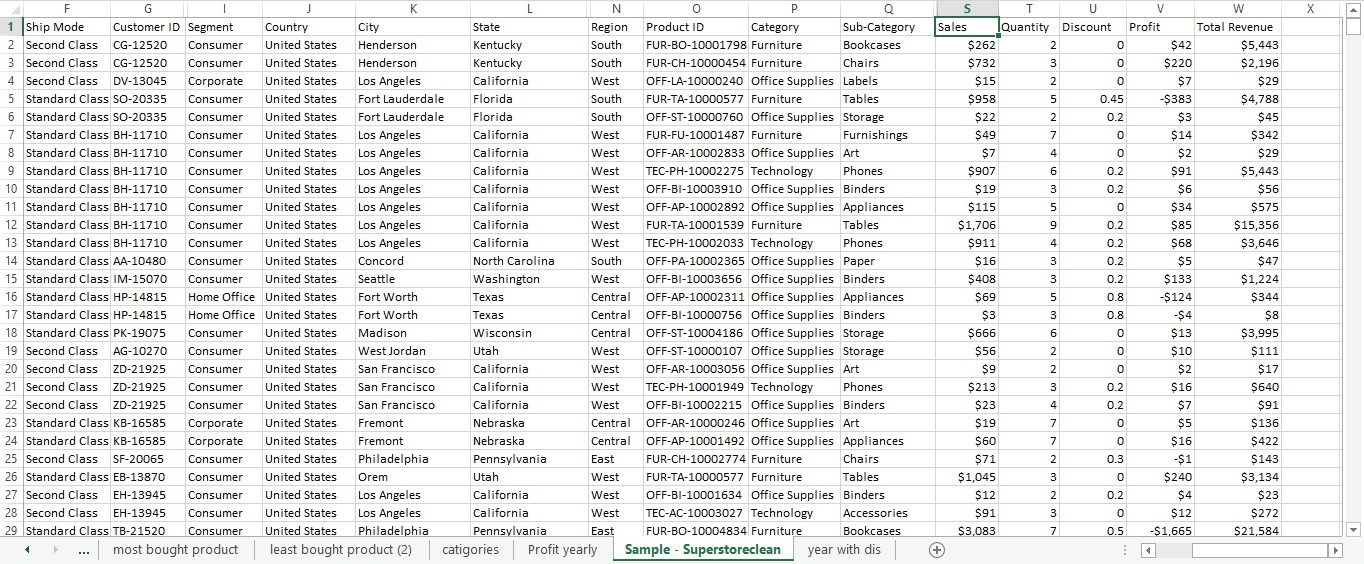 F G I J K L N O P Q S T U V W X
1 Ship Mode Customer ID Segment Country City State Region Product ID Category Sub-Category Sales Quantity Discount Profit Total Revenue
2 Second Class CG-12520 Consumer United States Henderson Kentucky South FUR-BO-10001798 Furniture Bookcases $262 2 0 $42 $5,443
3 Second Class CG-12520 Consumer United States Henderson Kentucky South FUR-CH-10000454 Furniture Chairs $732 3 0 $220 $2,196
4 Second Class DV-13045 Corporate United States Los Angeles California West OFF-LA-10000240 Office Supplies Labels $15 2 0 $7 $29
5 Standard Class SO-20335 Consumer United States Fort Lauderdale Florida South FUR-TA-10000577 Furniture Tables $958 5 0.45 -$383 $4,788
6 Standard Class SO-20335 Consumer United States Fort Lauderdale Florida South OFF-ST-10000760 Office Supplies Storage $22 2 0.2 $3 $45
7 Standard Class BH-11710 Consumer United States Los Angeles California West FUR-FU-10001487 Furniture Furnishings $49 7 0 $14 $342
8 Standard Class BH-11710 Consumer United States Los Angeles California West OFF-AR-10002833 Office Supplies Art $7 4 0 $2 $29
9 Standard Class BH-11710 Consumer United States Los Angeles California West TEC-PH-10002275 Technology Phones $907 6 0.2 $91 $5,443
10 Standard Class BH-11710 Consumer United States Los Angeles California West OFF-BI-10003910 Office Supplies Binders $19 3 0.2 $6 $56
11 Standard Class BH-11710 Consumer United States Los Angeles California West OFF-AP-10002892 Office Supplies Appliances $115 5 0 $34 $575
12 Standard Class BH-11710 Consumer United States Los Angeles California West FUR-TA-10001539 Furniture Tables $1,706 9 0.2 $85 $15,356
13 Standard Class BH-11710 Consumer United States Los Angeles California West TEC-PH-10002033 Technology Phones $911 4 0.2 $68 $3,646
14 Standard Class AA-10480 Consumer United States Concord North Carolina South OFF-PA-10002365 Office Supplies Paper $16 3 0.2 $5 $47
15 Standard Class IM-15070 Consumer United States Seattle Washington West OFF-BI-10003656 Office Supplies Binders $408 3 0.2 $133 $1,224
16 Standard Class HP-14815 Home Office United States Fort Worth Texas Central OFF-AP-10002311 Office Supplies Appliances $69 5 0.8 -$124 $344
17 Standard Class HP-14815 Home Office United States Fort Worth Texas Central OFF-BI-10000756 Office Supplies Binders $3 3 0.8 -$4 $8
18 Standard Class PK-19075 Consumer United States Madison Wisconsin Central OFF-ST-10004186 Office Supplies Storage $666 6 0 $13 $3,995
19 Second Class AG-10270 Consumer United States West Jordan Utah West OFF-ST-10000107 Office Supplies Storage $56 2 0 $10 $111
20 Second Class ZD-21925 Consumer United States San Francisco California West OFF-AR-10003056 Office Supplies Art $9 2 0 $2 $17
21 Second Class ZD-21925 Consumer United States San Francisco California West TEC-PH-10001949 Technology Phones $213 3 0.2 $16 $640
22 Second Class ZD-21925 Consumer United States San Francisco California West OFF-BI-10002215 Office Supplies Binders $23 4 0.2 $7 $91
23 Standard Class KB-16585 Corporate United States Fremont Nebraska Central OFF-AR-10000246 Office Supplies Art $19 7 0 $5 $136
24 Standard Class KB-16585 Corporate United States Fremont Nebraska Central OFF-AP-10001492 Office Supplies Appliances $60 7 0 $16 $422
25 Second Class SF-20065 Consumer United States Philadelphia Pennsylvania East FUR-CH-10002774 Furniture Chairs $71 2 0.3 -$1 $143
26 Standard Class EB-13870 Consumer United States Orem Utah West FUR-TA-10000577 Furniture Tables $1,045 3 0 $240 $3,134
27 Second Class EH-13945 Consumer United States Los Angeles California West OFF-BI-10001634 Office Supplies Binders $12 2 0.2 $4 $23
28 Second Class EH-13945 Consumer United States Los Angeles California West TEC-AC-10003027 Technology Accessories $91 3 0 $12 $272
29 Standard Class TB-21520 Consumer United States Philadelphia Pennsylvania East FUR-BO-10004834 Furniture Bookcases $3,083 7 0.5 -$1,665 $21,584
... most bought product least bought product (2) catigories Profit yearly Sample - Superstoreclean year with dis